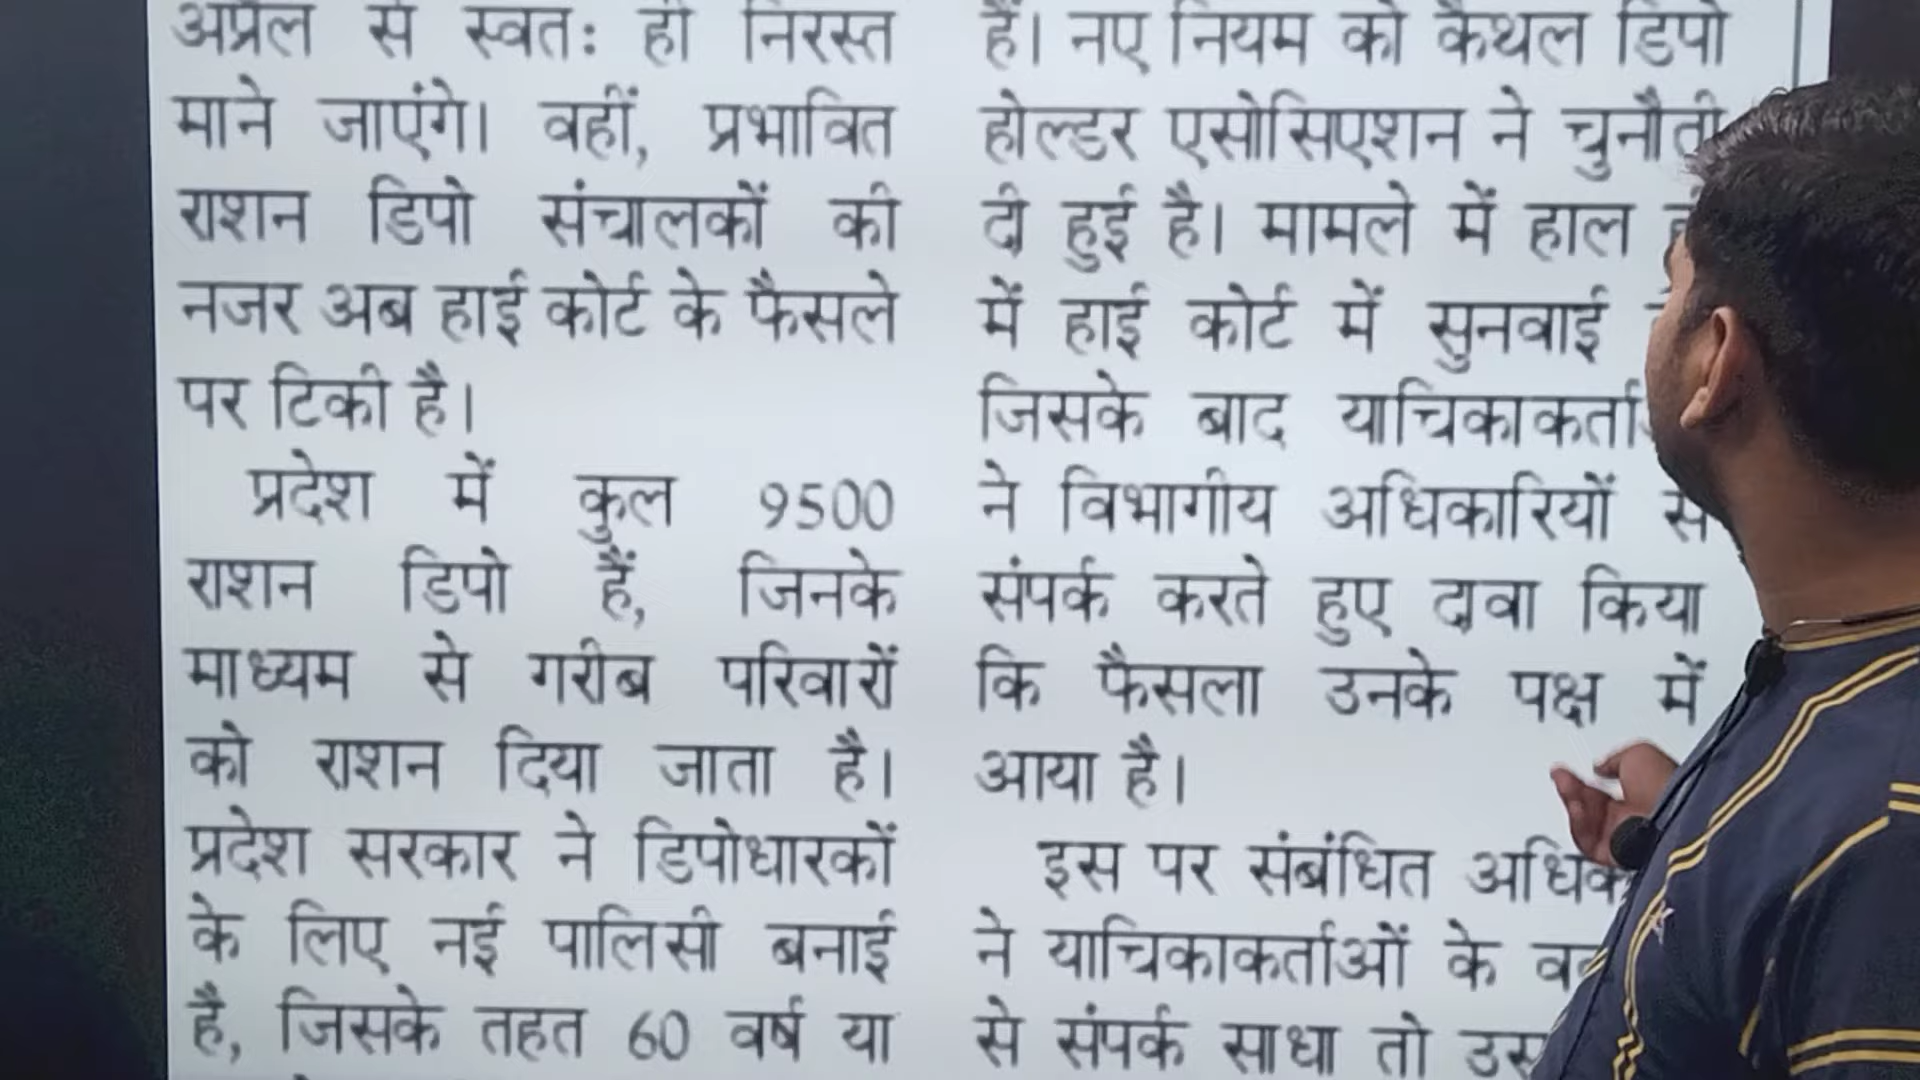 अप्रैल से स्वतः ही निरस्त
माने जाएंगे। वहीं, प्रभावित
राशन डिपो संचालकों की
नजर अब हाई कोर्ट के फैसले
पर टिकी है।
प्रदेश में कुल 9500
राशन डिपो हैं, जिनके
माध्यम से गरीब परिवारों
को राशन दिया जाता है।
प्रदेश सरकार ने डिपोधारकों
के लिए नई पालिसी बनाई
है, जिसके तहत 60 वर्ष या
हैं। नए नियम को कैथल डिपो
होल्डर एसोसिएशन ने चुनौती
दी हुई है। मामले में हाल
में हाई कोर्ट में सुनवाई
जिसके बाद
ने विभागीय अधिकारियों से
संपर्क करते हुए दावा किया
कि फैसला उनके पक्ष में
आया है।
इस पर संबंधित
ने याचिकाकर्ताओं के
से संपर्क साधा तो